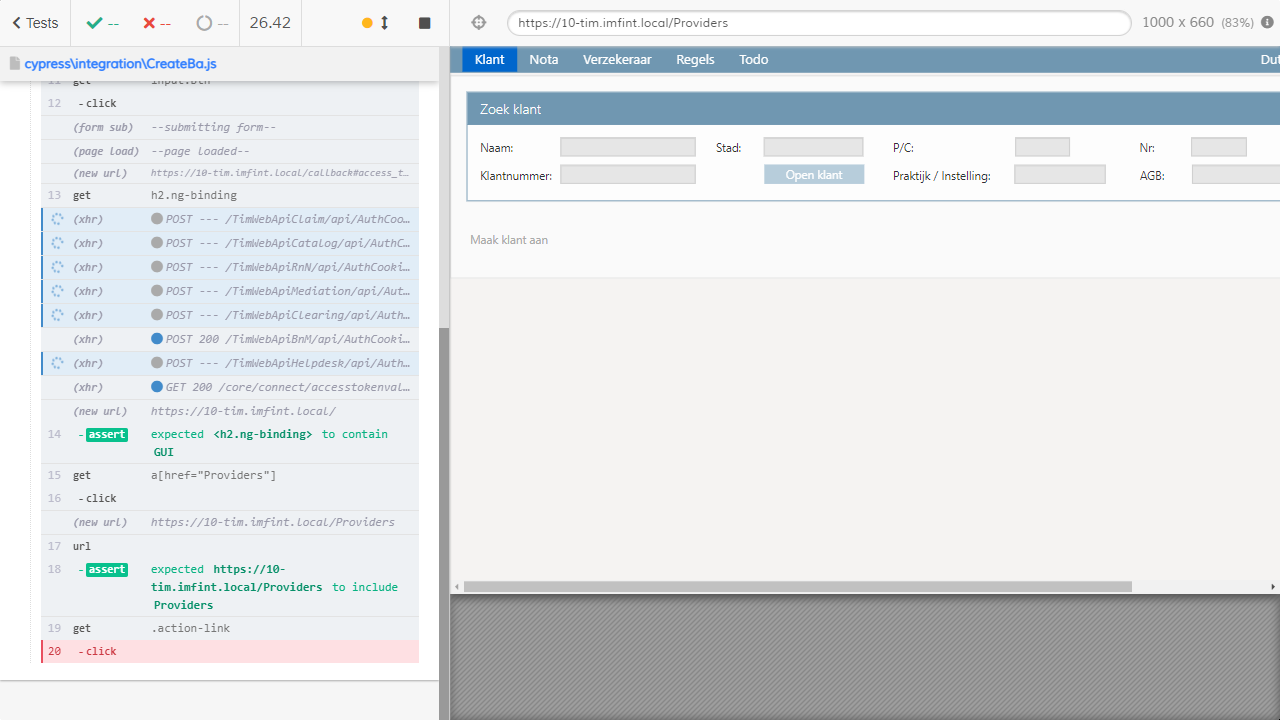 Tests
--
--
--
26.42
https://10-tim.imfint.local/Providers
1000 x 660 (83%)
cypress\integration\CreateBa.js
11 get input.btn
12 -click
(form sub) --submitting form--
(page load) --page loaded--
(new url) https://10-tim.imfint.local/callback#access_t...
13 get h2.ng-binding
(xhr) POST --- /TimWebApiClaim/api/AuthCoo...
(xhr) POST --- /TimWebApiCatalog/api/AuthC...
(xhr) POST --- /TimWebApiRnN/api/AuthCooki...
(xhr) POST --- /TimWebApiMediation/api/Aut...
(xhr) POST --- /TimWebApiClearing/api/Auth...
(xhr) POST 200 /TimWebApiBnM/api/AuthCooki...
(xhr) POST --- /TimWebApiHelpdesk/api/Auth...
(xhr) GET 200 /core/connect/accesstokenval...
(new url) https://10-tim.imfint.local/
14 -assert expected <h2.ng-binding> to contain
GUI
15 get a[href="Providers"]
16 -click
(new url) https://10-tim.imfint.local/Providers
17 url
18 -assert expected https://10-
tim.imfint.local/Providers to include
Providers
19 get .action-link
20 -click
Klant Nota Verzekeraar Regels Todo Dut
Zoek klant
Naam: Stad: P/C: Nr:
Klantnummer: Open klant Praktijk / Instelling: AGB:
Maak klant aan